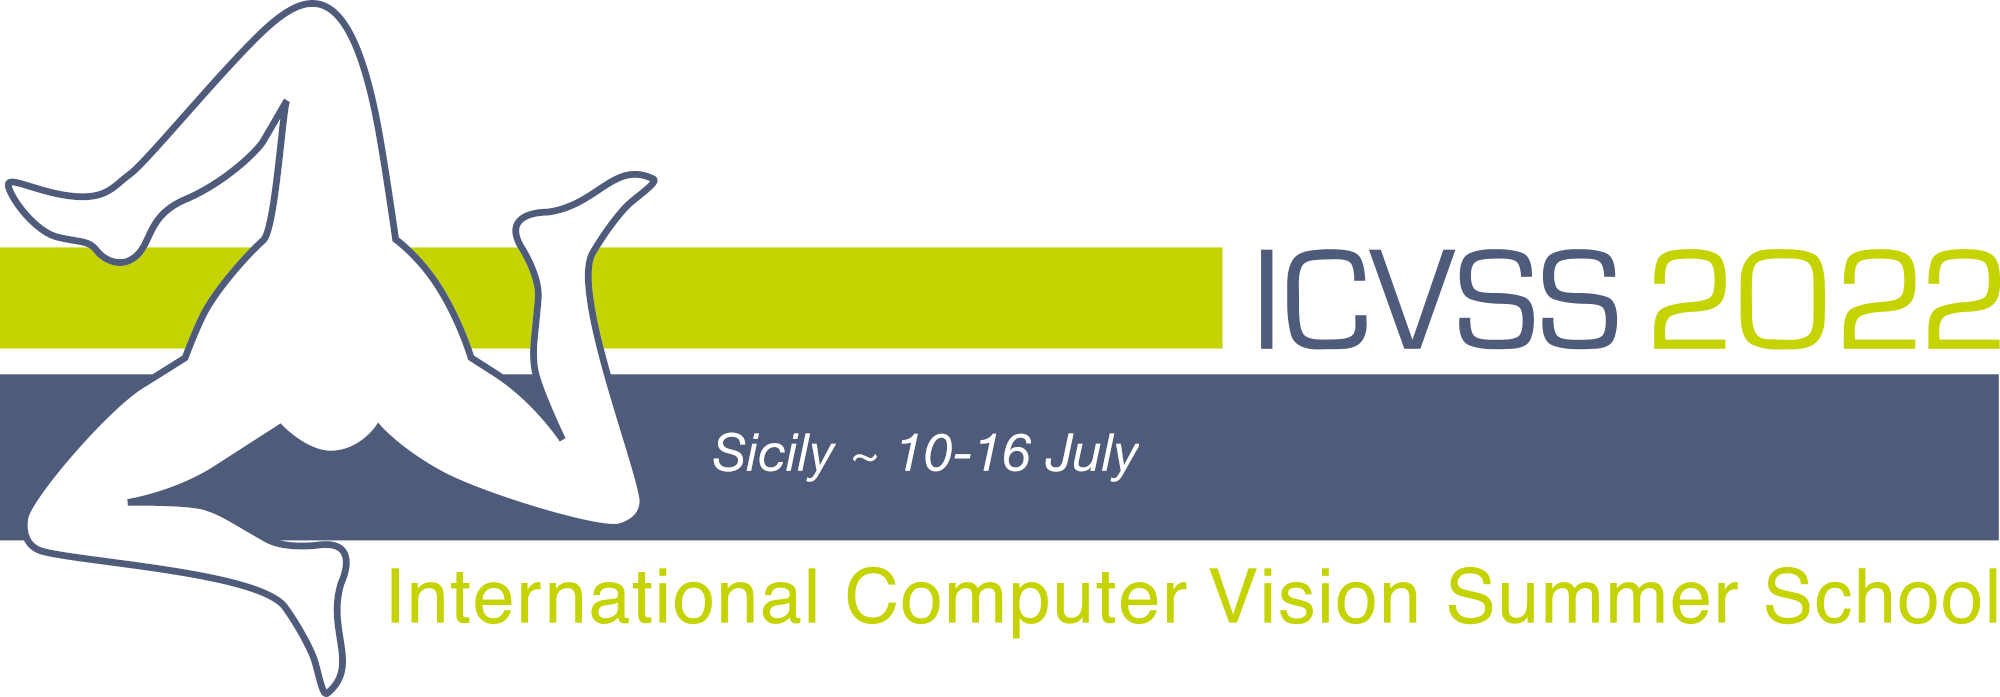 ICVSS 2022
Sicily ~ 10-16 July
International Computer Vision Summer School